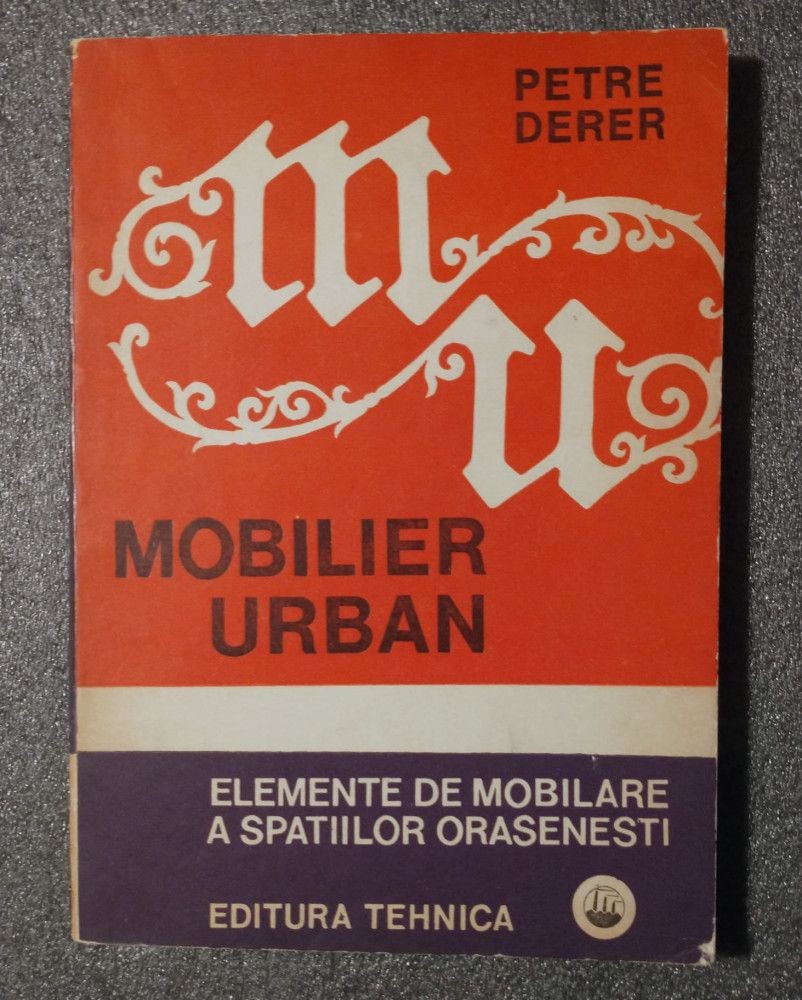 PETRE
DERER
m
u
MOBILIER
URBAN
ELEMENTE DE MOBILARE
A SPATIILOR ORASENESTI
EDITURA TEHNICA